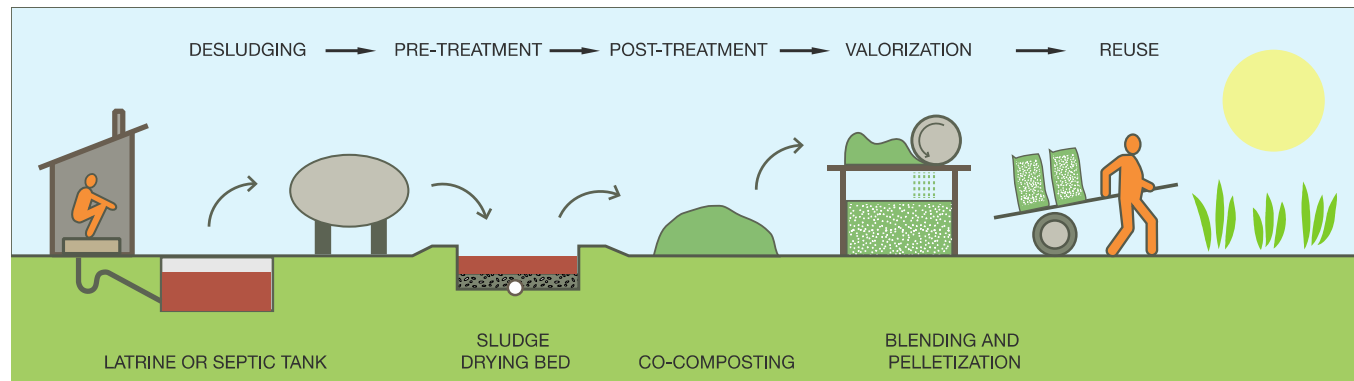 DESLUDGING → PRE-TREATMENT → POST-TREATMENT → VALORIZATION → REUSE
LATRINE OR SEPTIC TANK
SLUDGE
DRYING BED
CO-COMPOSTING
BLENDING AND
PELLETIZATION